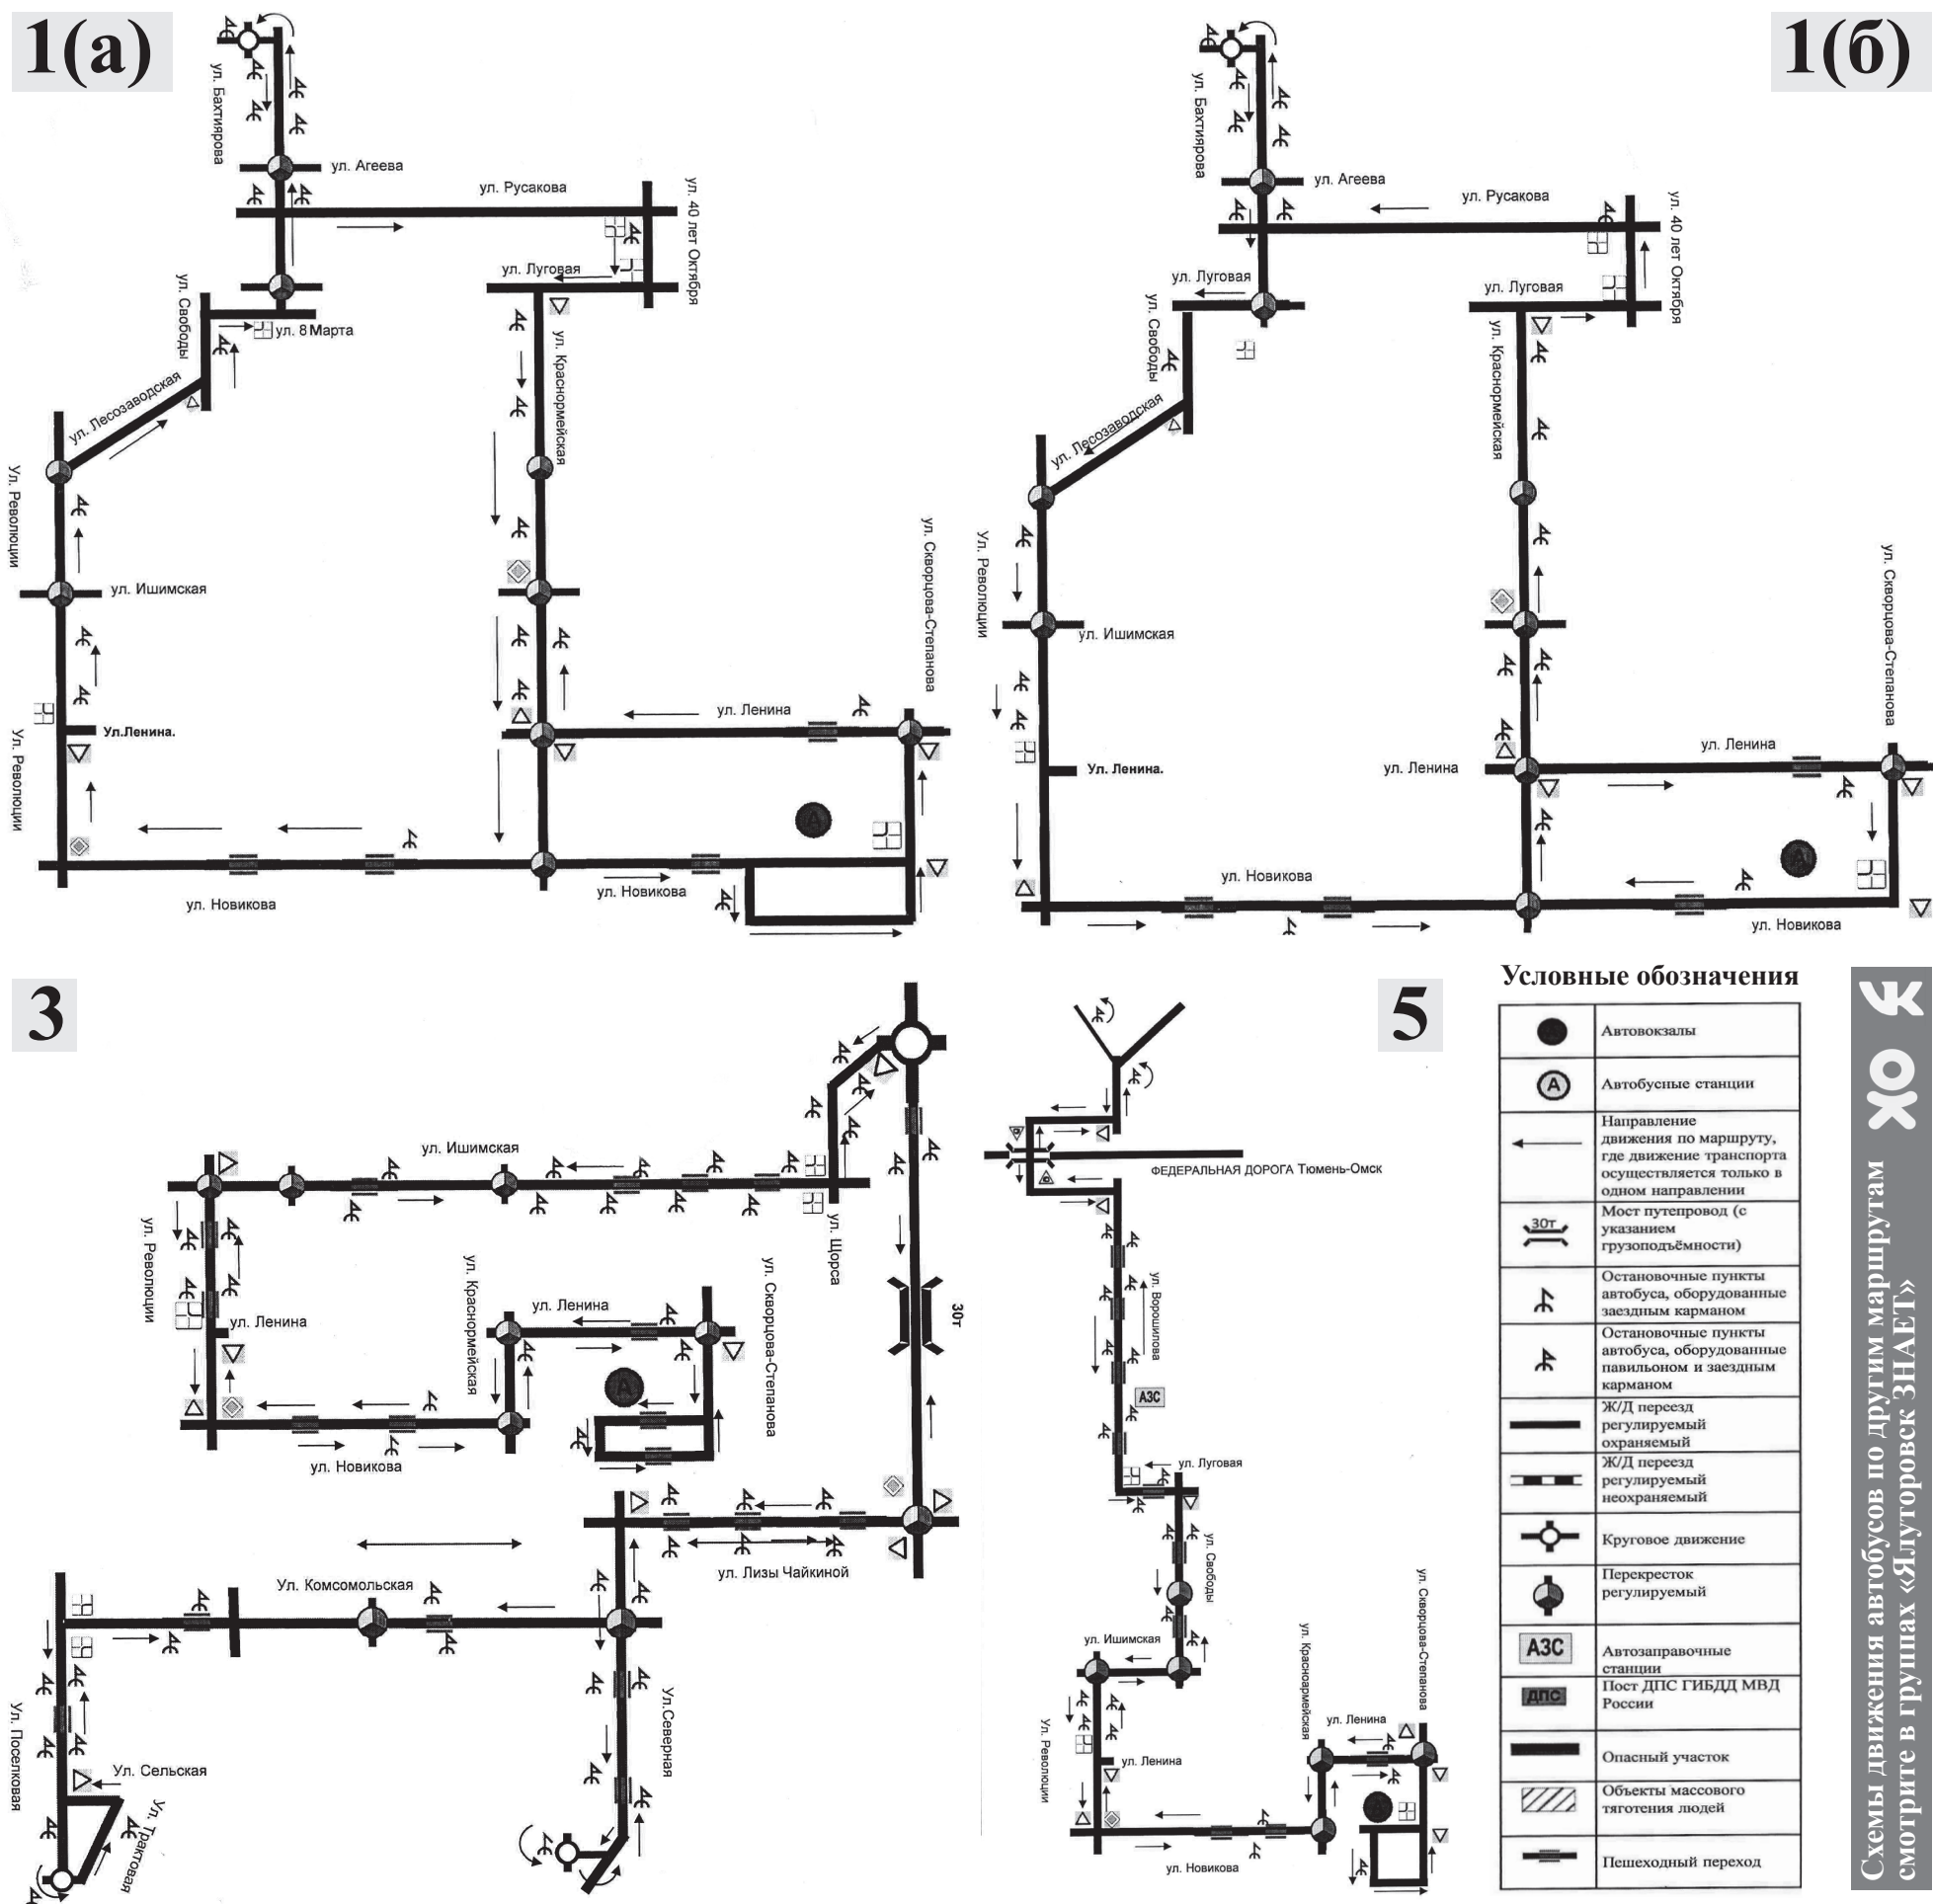 1(а)
ул. Бахтиярова
ул. Агеева
ул. Русакова
ул. 40 лет Октября
ул. Луговая
ул. Свободы
ул. 8 Марта
ул. Красноормейская
ул. Лесозаводская
Ул. Революции
ул. Ишимская
ул. Скворцова-Степанова
ул. Ленина
Ул.Ленина.
Ул. Революции
А
ул. Новикова
ул. Новикова
1(б)
ул. Бахтиярова
ул. Агеева
ул. Русакова
ул. 40 лет Октября
ул. Луговая
ул. Луговая
ул. Свободы
ул. Красноормейская
ул. Лесозаводская
Ул. Революции
ул. Ишимская
ул. Скворцова-Степанова
ул. Ленина
Ул. Ленина.
ул. Ленина
А
ул. Новикова
ул. Новикова
3
ул. Ишимская
ул. Щорса
ул. Революции
ул. Ленина
ул. Красноормейская
ул. Ленина
ул. Скворцова-Степанова
30т
А
ул. Новикова
ул. Лизы Чайкиной
Ул. Комсомольская
Ул.Северная
Ул. Поселковая
Ул. Сельская
Ул. Трактовая
5
ФЕДЕРАЛЬНАЯ ДОРОГА Тюмень-Омск
ул. Ворошилова
АЗС
ул. Луговая
ул. Свободы
ул. Ишимская
Ул. Революции
ул. Ленина
ул. Красноармейская
ул. Ленина
ул. Скворцова-Степанова
А
ул. Новикова
Условные обозначения
Автовокзалы
А
Автобусные станции
Направление
движения по маршруту,
где движение транспорта
осуществляется только в
одном направлении
30т
Мост путепровод (с
указанием
грузоподъёмности)
Остановочные пункты
автобуса, оборудованные
заездным карманом
Остановочные пункты
автобуса, оборудованные
павильоном и заездным
карманом
Ж/Д переезд
регулируемый
охраняемый
Ж/Д переезд
регулируемый
неохраняемый
Круговое движение
Перекресток
регулируемый
АЗС
Автозаправочные
станции
ДПС
Пост ДПС ГИБДД МВД
России
Опасный участок
Объекты массового
тяготения людей
Пешеходный переход
Схемы движения автобусов по другим маршрутам
смотрите в группах «Ялуторовск ЗНАЕТ»